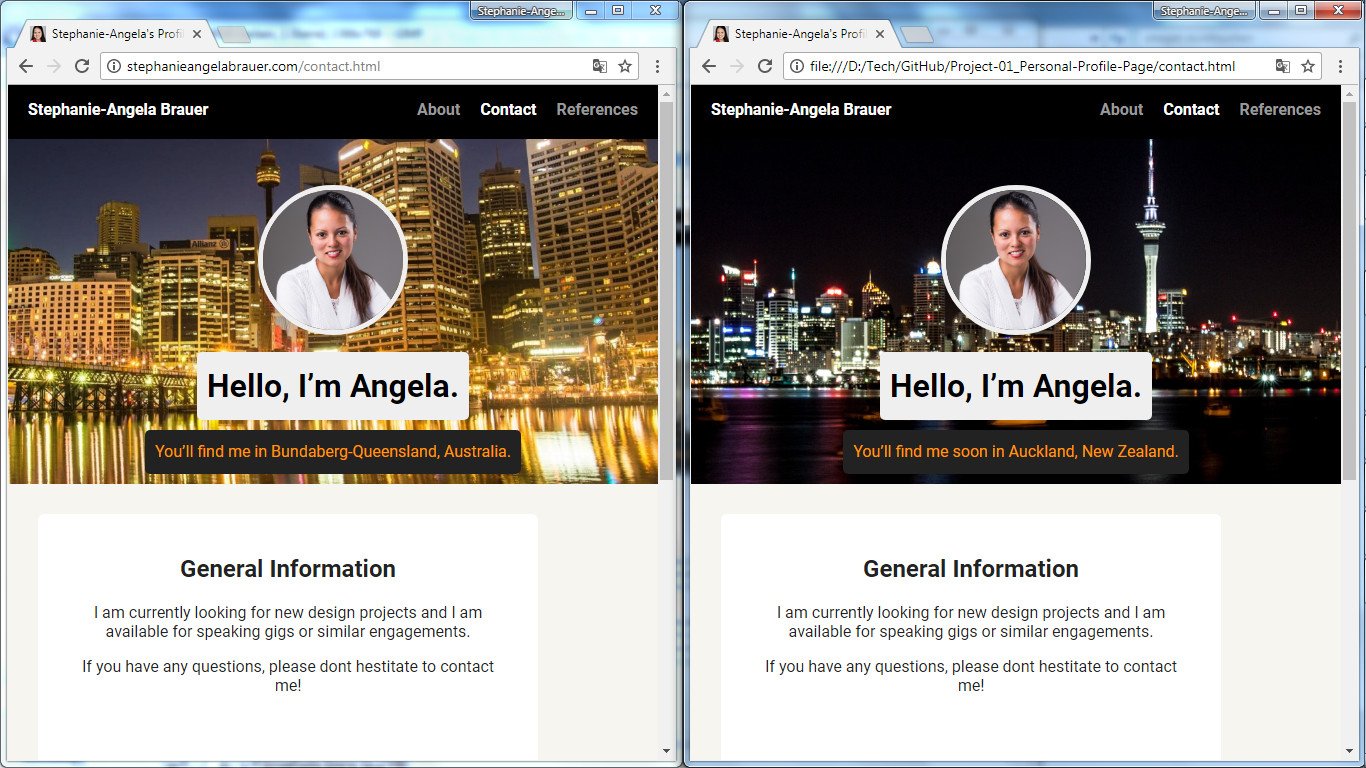 Stephanie-Ange...
Stephanie-Angela's Profi
stephanieangelabrauer.com/contact.html
Stephanie-Angela Brauer
About
Contact
References
Allianz
Hello, I’m Angela.
You’ll find me in Bundaberg-Queensland, Australia.
General Information
I am currently looking for new design projects and I am
available for speaking gigs or similar engagements.
If you have any questions, please dont hestitate to contact
me!
Stephanie-Ange...
Stephanie-Angela's Profi
file:///D:/Tech/GitHub/Project-01_Personal-Profile-Page/contact.html
Stephanie-Angela Brauer
About
Contact
References
Hello, I’m Angela.
You’ll find me soon in Auckland, New Zealand.
General Information
I am currently looking for new design projects and I am
available for speaking gigs or similar engagements.
If you have any questions, please dont hestitate to contact
me!